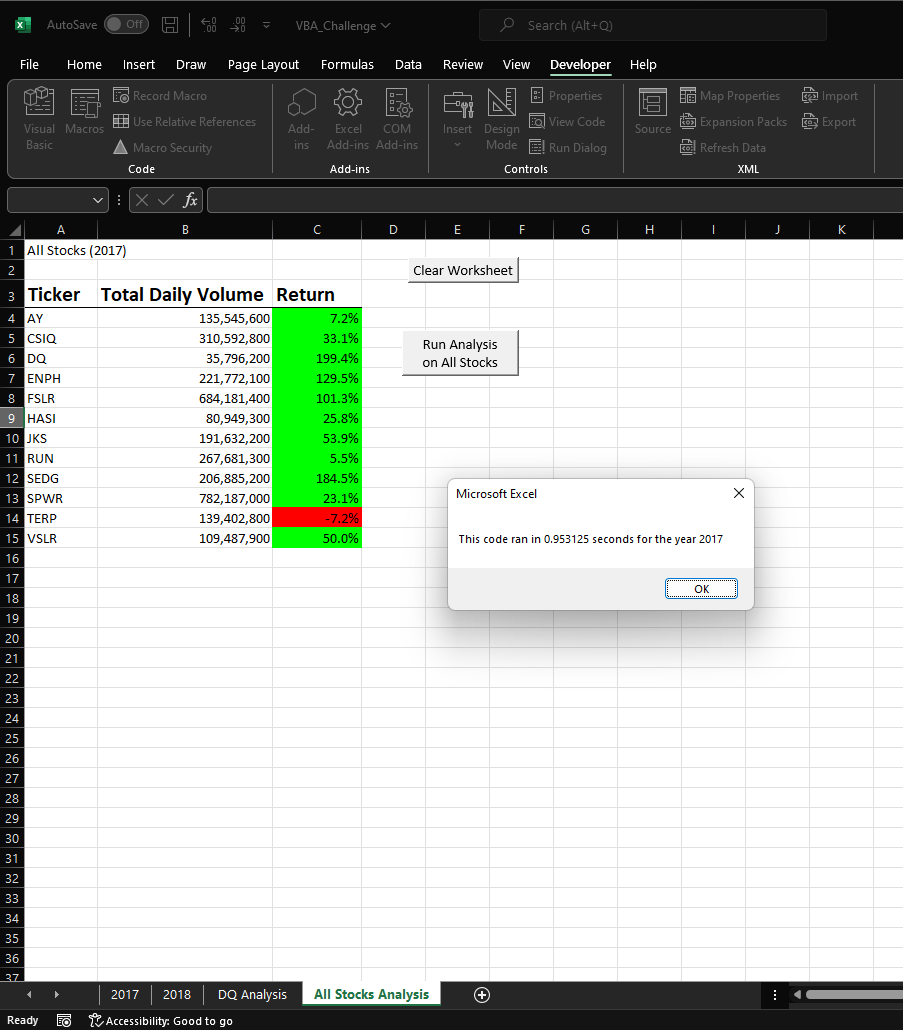 AutoSave Off VBA_Challenge Search (Alt+Q)
File Home Insert Draw Page Layout Formulas Data Review View Developer Help
Record Macro Properties Map Properties Import
Use Relative References View Code Expansion Packs Export
Macro Security Run Dialog Refresh Data
Visual Basic Macros Add-ins Excel Add-ins COM Add-ins Insert Design Mode Source
Code Add-ins Controls XML
fx
A B C D E F G H I J K
1 All Stocks (2017)
2 Clear Worksheet
3 Ticker Total Daily Volume Return
4 AY 135,545,600 7.2%
5 CSIQ 310,592,800 33.1% Run Analysis
6 DQ 35,796,200 199.4% on All Stocks
7 ENPH 221,772,100 129.5%
8 FSLR 684,181,400 101.3%
9 HASI 80,949,300 25.8%
10 JKS 191,632,200 53.9%
11 RUN 267,681,300 5.5%
12 SEDG 206,885,200 184.5%
13 SPWR 782,187,000 23.1%
14 TERP 139,402,800 -7.2%
15 VSLR 109,487,900 50.0%
Microsoft Excel
This code ran in 0.953125 seconds for the year 2017
OK
16
17
18
19
20
21
22
23
24
25
26
27
28
29
30
31
32
33
34
35
36
37
2017 2018 DQ Analysis All Stocks Analysis
Ready Accessibility: Good to go